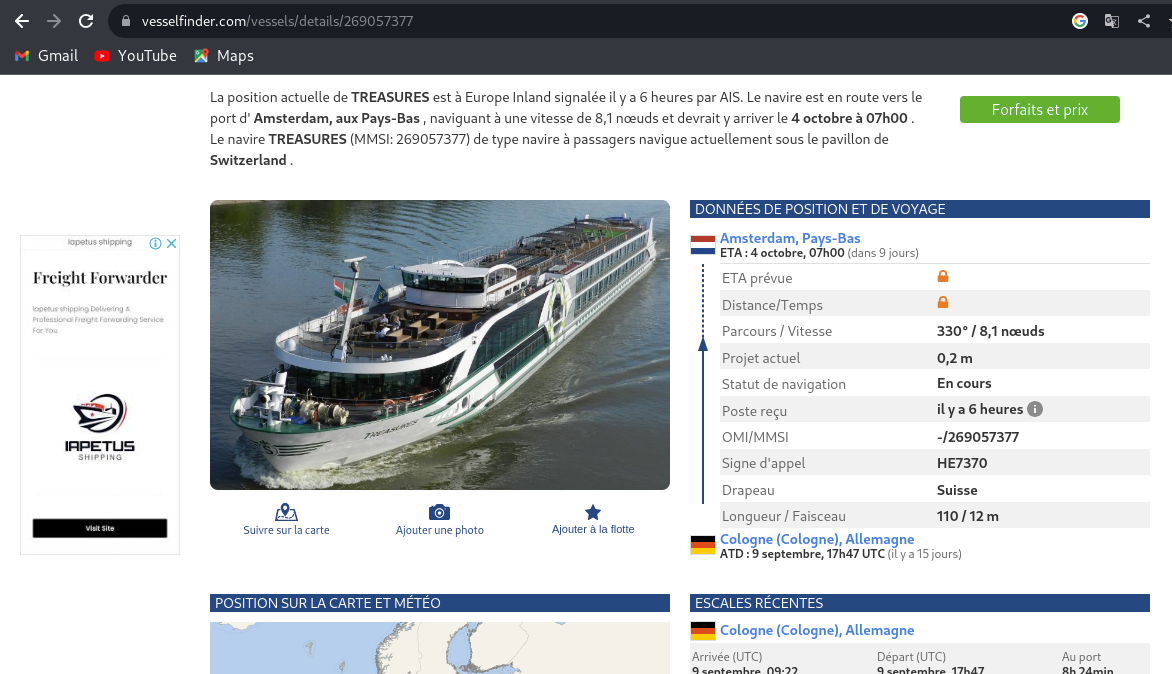 vesselfinder.com/vessels/details/269057377
Gmail YouTube Maps
La position actuelle de TREASURES est à Europe Inland signalée il y a 6 heures par AIS. Le navire est en route vers le
port d' Amsterdam, aux Pays-Bas , naviguant à une vitesse de 8,1 nœuds et devrait y arriver le 4 octobre à 07h00 .
Le navire TREASURES (MMSI: 269057377) de type navire à passagers navigue actuellement sous le pavillon de
Switzerland .
Forfaits et prix
Iapetus shipping
Freight Forwarder
Iapetus shipping Delivering A
Professional Freight Forwarding Service
For You
IAPETUS
SHIPPING
Visit Site
TREASURES
Suivre sur la carte
Ajouter une photo
Ajouter à la flotte
DONNÉES DE POSITION ET DE VOYAGE
Amsterdam, Pays-Bas
ETA : 4 octobre, 07h00 (dans 9 jours)
ETA prévue
Distance/Temps
Parcours / Vitesse 330° / 8,1 nœuds
Projet actuel 0,2 m
Statut de navigation En cours
Poste reçu il y a 6 heures
OMI/MMSI -/269057377
Signe d'appel HE7370
Drapeau Suisse
Longueur / Faisceau 110 / 12 m
Cologne (Cologne), Allemagne
ATD : 9 septembre, 17h47 UTC (il y a 15 jours)
POSITION SUR LA CARTE ET MÉTÉO
ESCALES RÉCENTES
Cologne (Cologne), Allemagne
Arrivée (UTC) Départ (UTC) Au port
9 septembre, 09:22 9 septembre, 17h47 8h 24min